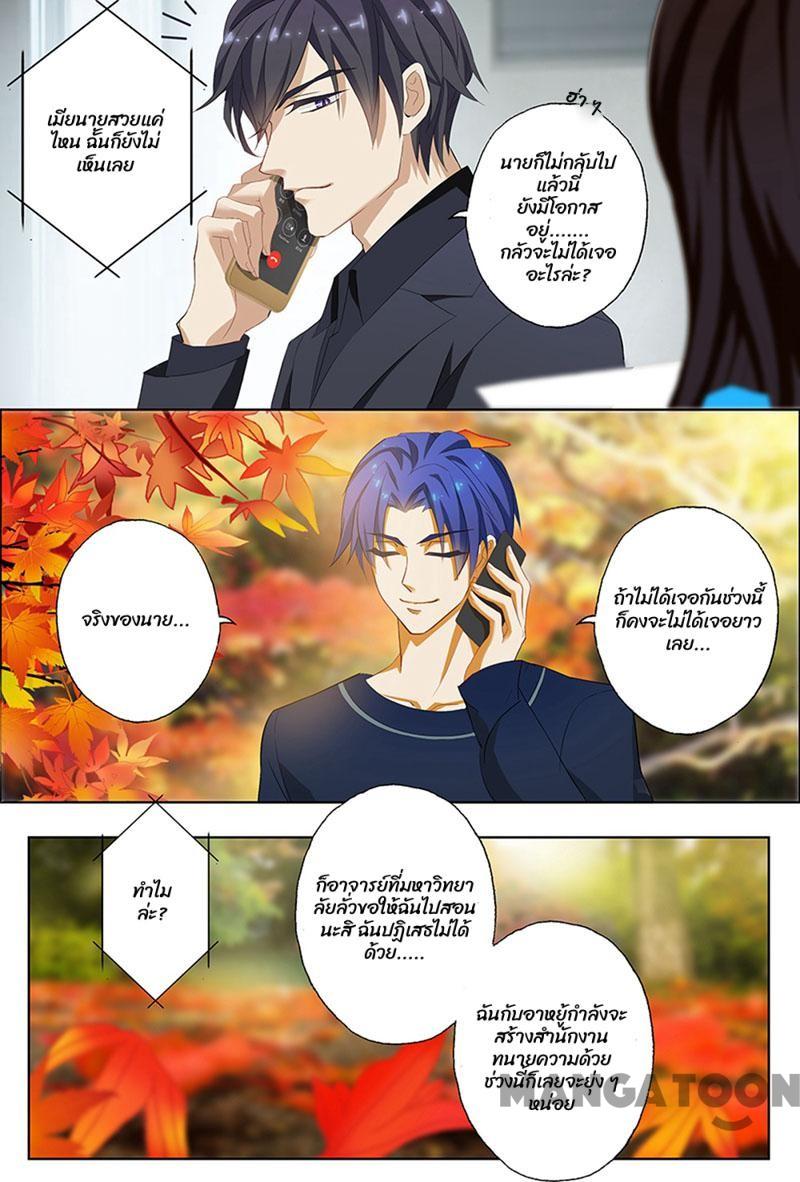 เมียนายสวยแค่
ไหน ฉันก็ยังไม่
เห็นเลย
ฮ่า ๆ
นายก็ไม่กลับไป
แล้วนี่
ยังมีโอกาส
อยู่.......
กลัวจะไม่ได้เจอ
อะไรล่ะ?
จริงของนาย...
ถ้าไม่ได้เจอกันช่วงนี้
ก็คงจะไม่ได้เจอยาว
เลย...
ทำไม
ล่ะ?
ก็อาจารย์ที่มหาวิทยา
ลัยลั่วขอให้ฉันไปสอน
นะสิ ฉันปฏิเสธไม่ได้
ด้วย.....
ฉันกับอาหยู้กำลังจะ
สร้างสำนักงาน
ทนายความด้วย
ช่วงนี้ก็เลยจะยุ่ง ๆ
หน่อย
MANGATOON